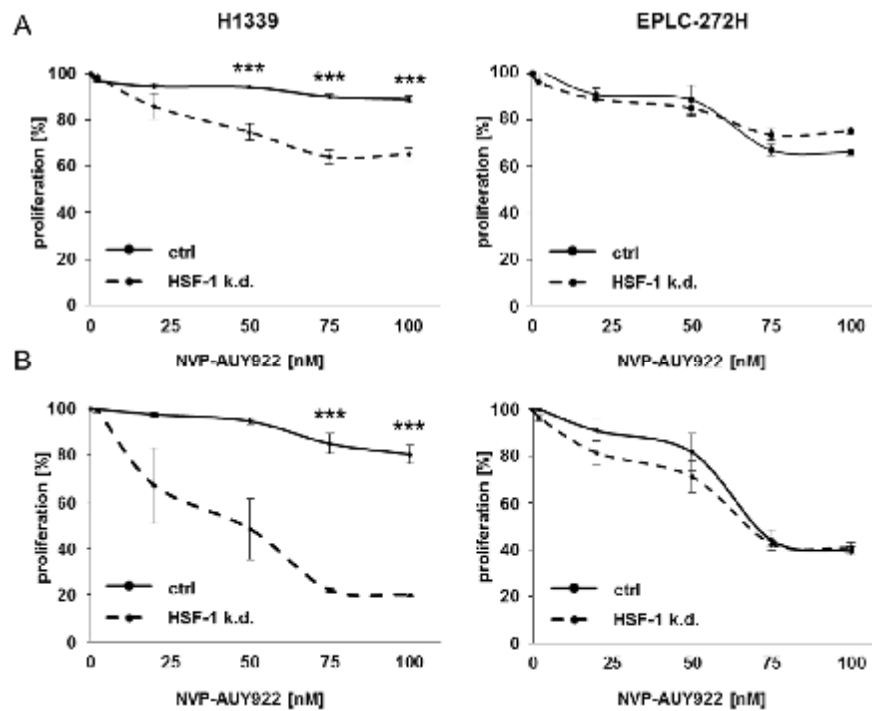 A
H1339
EPLC-272H
proliferation [%]
100
80
60
40
20
0
***
***
***
ctrl
HSF-1 k.d.
0
25
50
75
100
NVP-AUY922 [nM]
proliferation [%]
100
80
60
40
20
0
ctrl
HSF-1 k.d.
0
25
50
75
100
NVP-AUY922 [nM]
B
proliferation [%]
100
80
60
40
20
0
***
***
ctrl
HSF-1 k.d.
0
25
50
75
100
NVP-AUY922 [nM]
proliferation [%]
100
80
60
40
20
0
ctrl
HSF-1 k.d.
0
25
50
75
100
NVP-AUY922 [nM]